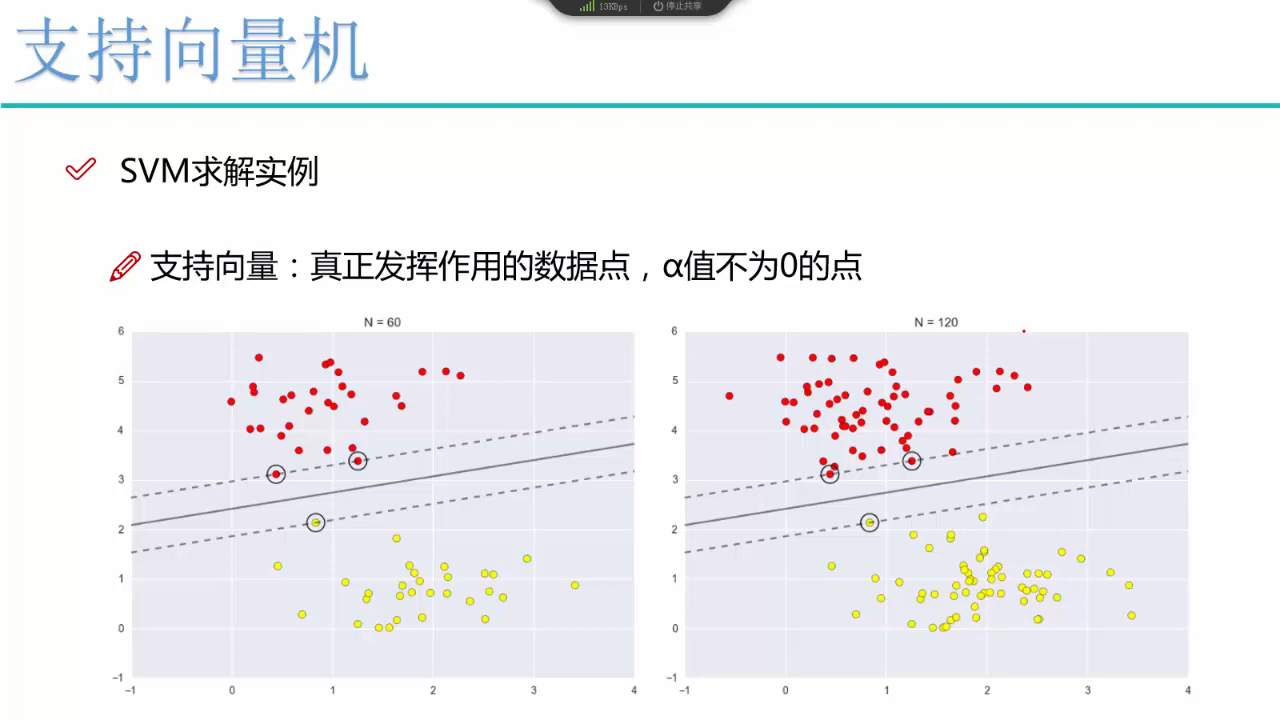 13KBps 停止共享
支持向量机
SVM求解实例
支持向量：真正发挥作用的数据点，α值不为0的点
N = 60
N = 120
6
5
4
3
2
1
0
−1
−1 0 1 2 3 4
6
5
4
3
2
1
0
−1
−1 0 1 2 3 4